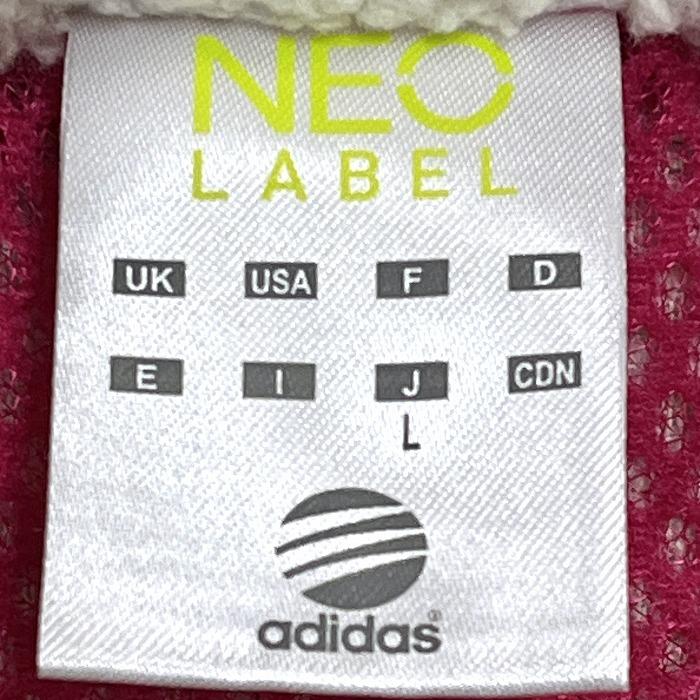 NEO
LABEL
UK USA F D
E I J CDN
L
adidas®